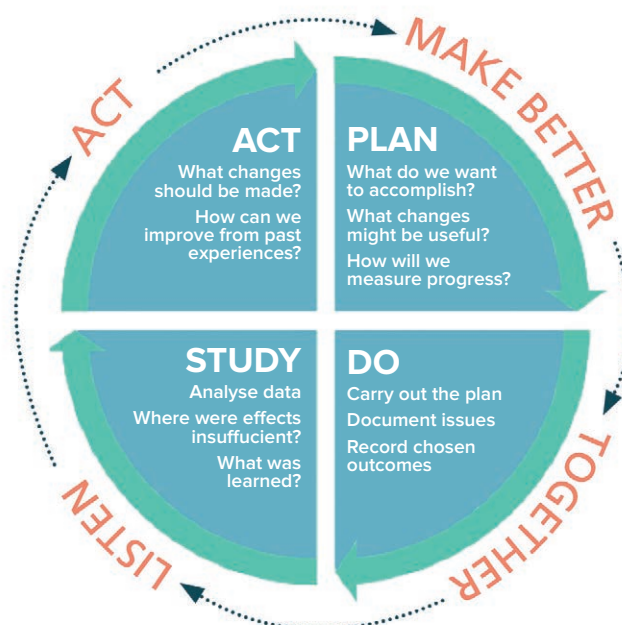 ACT
MAKE BETTER
TOGETHER
LISTEN
ACT
What changes
should be made?
How can we
improve from past
experiences?
PLAN
What do we want
to accomplish?
What changes
might be useful?
How will we
measure progress?
STUDY
Analyse data
Where were effects
insuffucient?
What was
learned?
DO
Carry out the plan
Document issues
Record chosen
outcomes